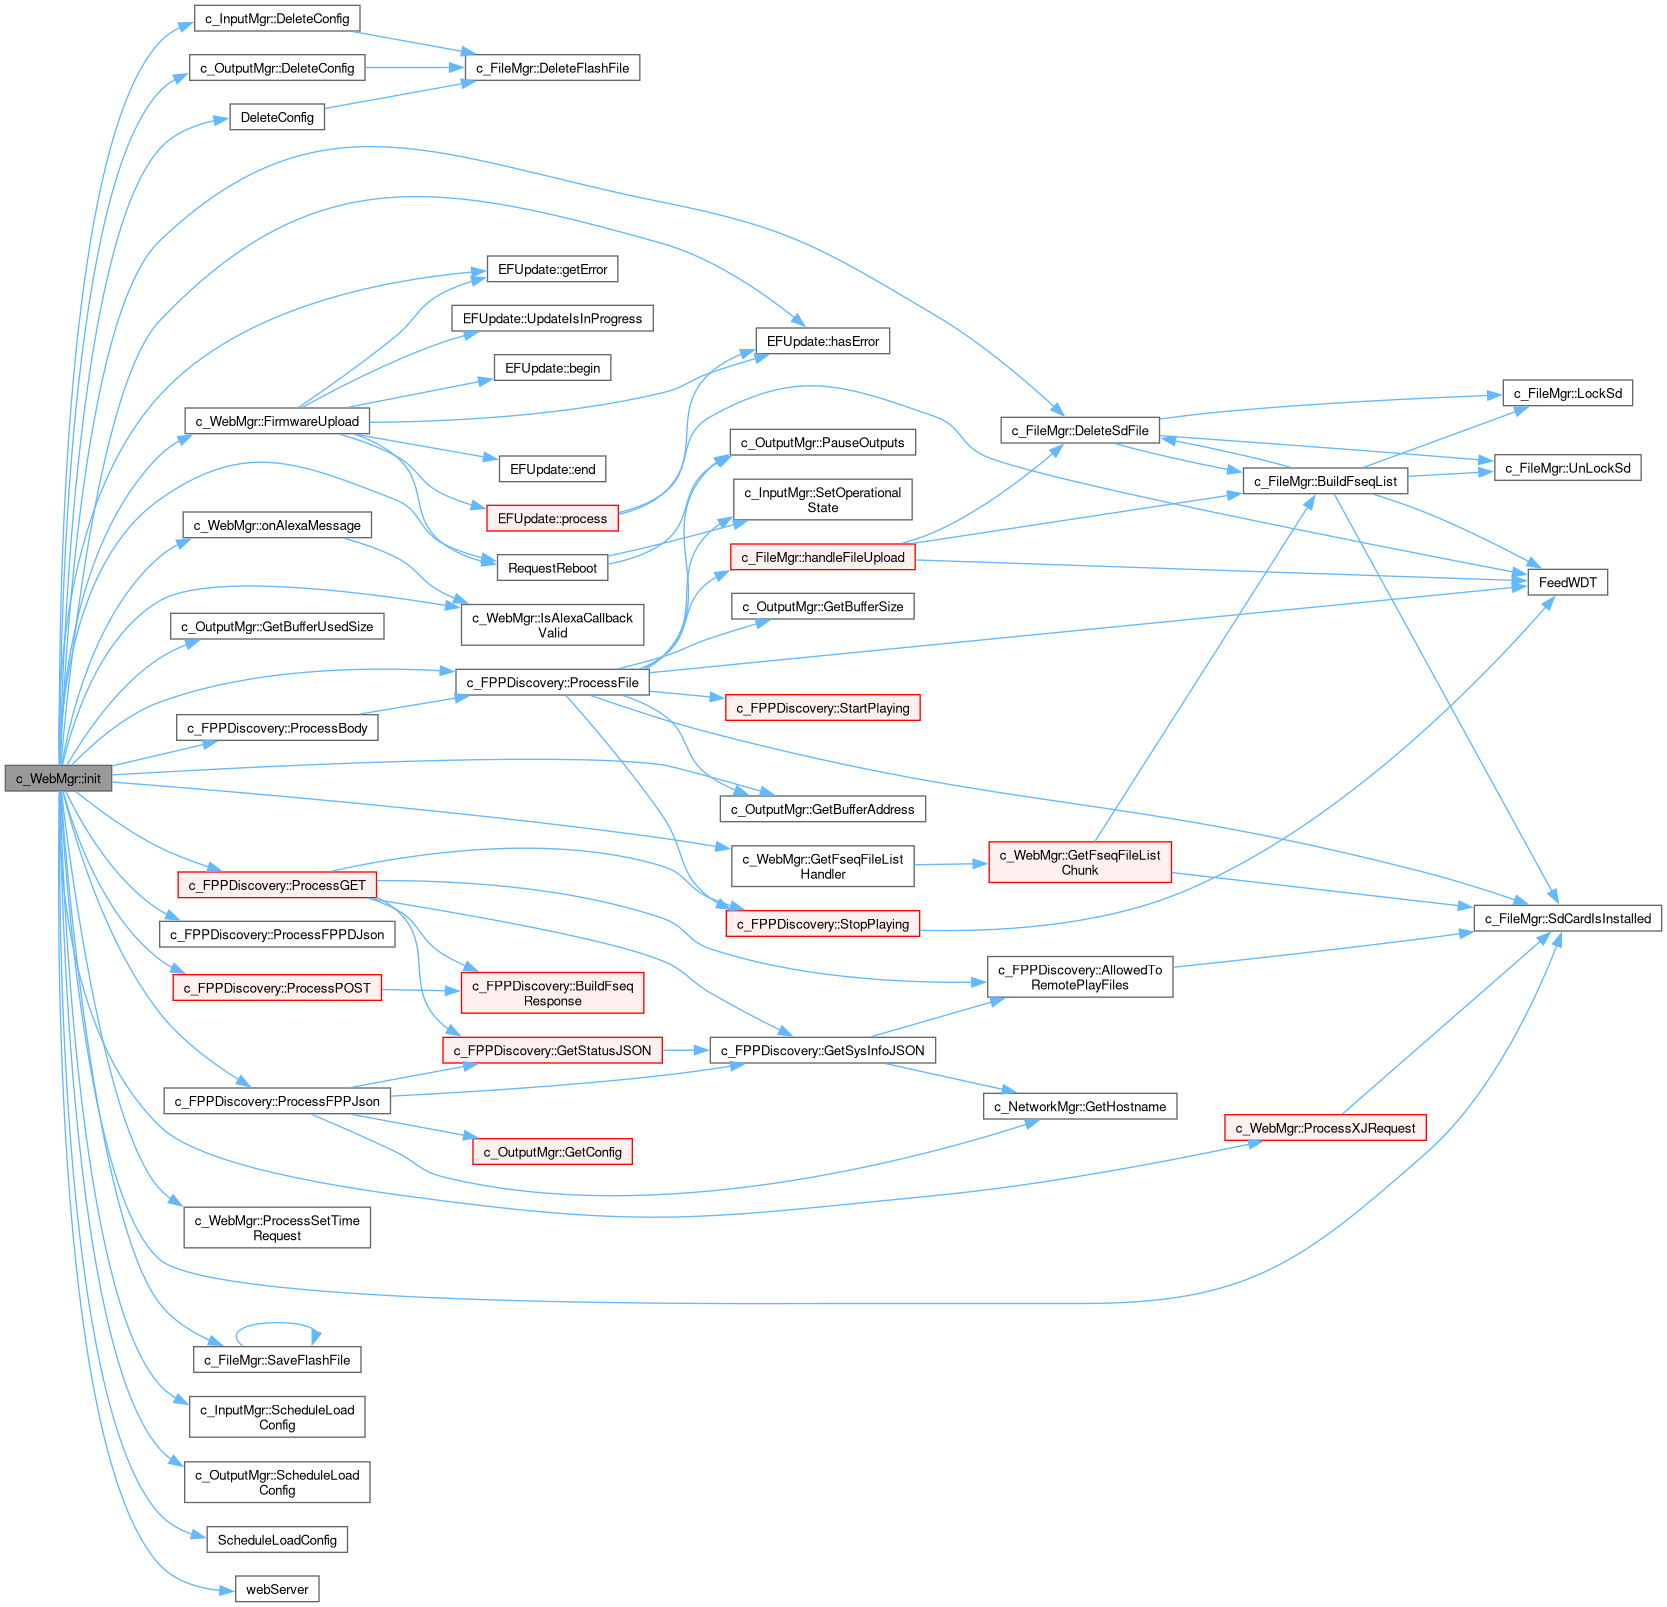 c_InputMgr::DeleteConfig
c_OutputMgr::DeleteConfig
c_FileMgr::DeleteFlashFile
DeleteConfig
EFUpdate::getError
EFUpdate::UpdateIsInProgress
EFUpdate::hasError
EFUpdate::begin
c_FileMgr::LockSd
c_WebMgr::FirmwareUpload
c_FileMgr::DeleteSdFile
c_OutputMgr::PauseOutputs
EFUpdate::end
c_FileMgr::UnLockSd
c_FileMgr::BuildFseqList
c_InputMgr::SetOperational
State
EFUpdate::process
c_WebMgr::onAlexaMessage
c_FileMgr::handleFileUpload
RequestReboot
FeedWDT
c_OutputMgr::GetBufferSize
c_OutputMgr::GetBufferUsedSize
c_WebMgr::IsAlexaCallback
Valid
c_FPPDiscovery::ProcessFile
c_FPPDiscovery::StartPlaying
c_FPPDiscovery::ProcessBody
c_WebMgr::init
c_OutputMgr::GetBufferAddress
c_WebMgr::GetFseqFileList
Handler
c_WebMgr::GetFseqFileList
Chunk
c_FPPDiscovery::ProcessGET
c_FPPDiscovery::StopPlaying
c_FileMgr::SdCardIsInstalled
c_FPPDiscovery::ProcessFPPDJson
c_FPPDiscovery::AllowedTo
RemotePlayFiles
c_FPPDiscovery::ProcessPOST
c_FPPDiscovery::BuildFseq
Response
c_FPPDiscovery::GetStatusJSON
c_FPPDiscovery::GetSysInfoJSON
c_FPPDiscovery::ProcessFPPJson
c_NetworkMgr::GetHostname
c_WebMgr::ProcessXJRequest
c_OutputMgr::GetConfig
c_WebMgr::ProcessSetTime
Request
c_FileMgr::SaveFlashFile
c_InputMgr::ScheduleLoad
Config
c_OutputMgr::ScheduleLoad
Config
ScheduleLoadConfig
webServer